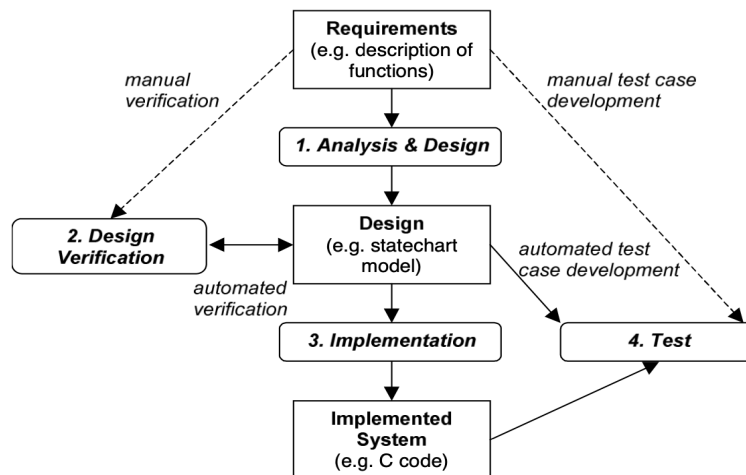 Requirements
(e.g. description of
functions)
manual
verification
manual test case
development
1. Analysis & Design
2. Design
Verification
Design
(e.g. statechart
model)
automated test
case development
automated
verification
3. Implementation
4. Test
Implemented
System
(e.g. C code)